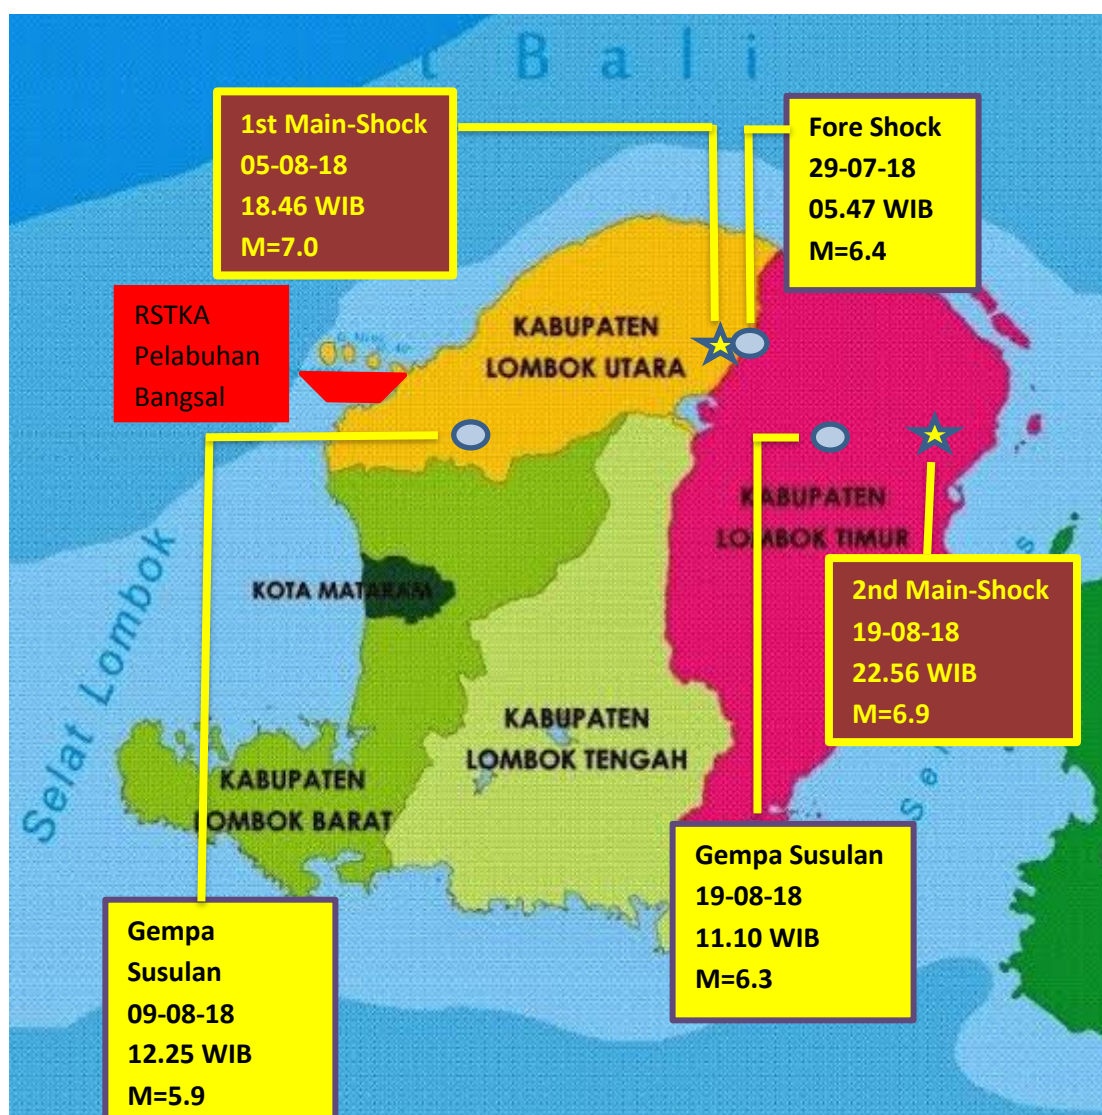 t Bali
1st Main-Shock
05-08-18
18.46 WIB
M=7.0
Fore Shock
29-07-18
05.47 WIB
M=6.4
RSTKA
Pelabuhan
Bangsal
KABUPATEN
LOMBOK UTARA
KABUPATEN
LOMBOK TIMUR
KOTA MATARAM
2nd Main-Shock
19-08-18
22.56 WIB
M=6.9
Selat Lombok
KABUPATEN
LOMBOK TENGAH
KABUPATEN
OMBOK BARAT
Sel
s
Gempa Susulan
19-08-18
11.10 WIB
M=6.3
Gempa
Susulan
09-08-18
12.25 WIB
M=5.9